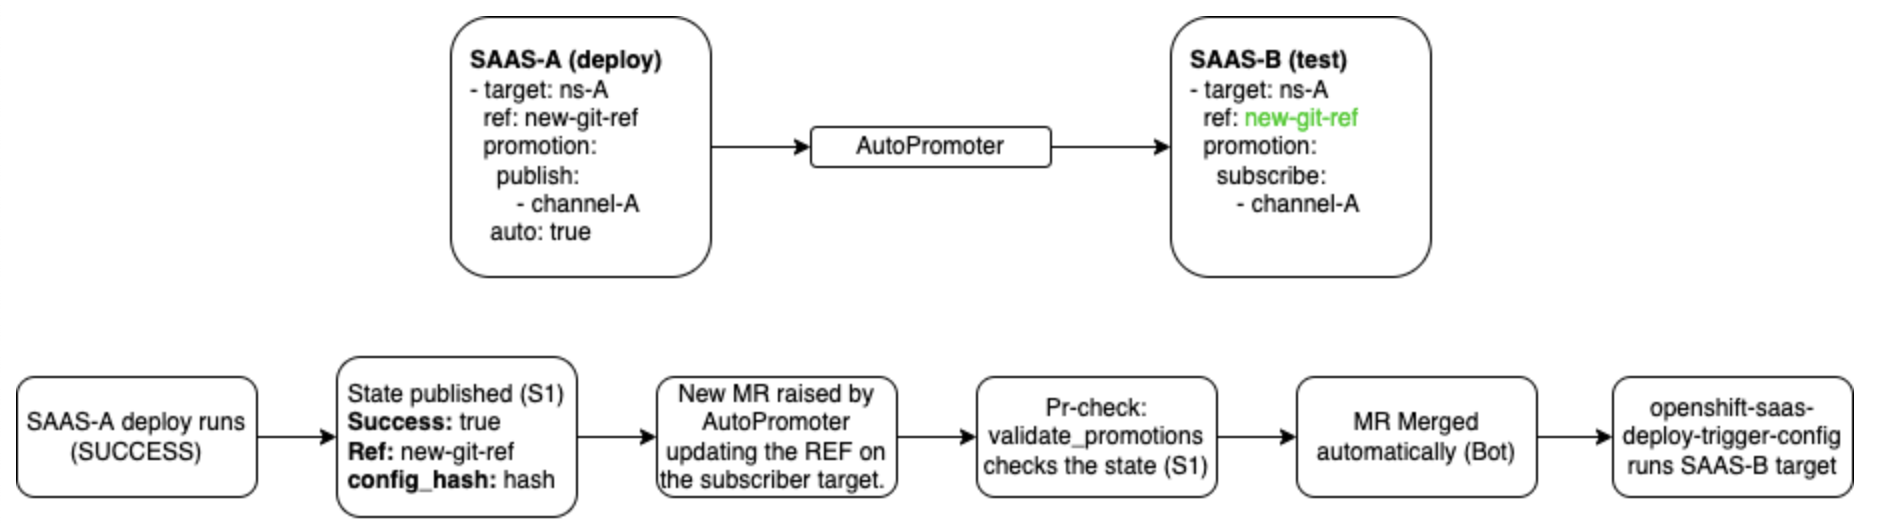 SAAS-A (deploy)
- target: ns-A
ref: new-git-ref
promotion:
publish:
- channel-A
auto: true
AutoPromoter
SAAS-B (test)
- target: ns-A
ref: new-git-ref
promotion:
subscribe:
- channel-A
SAAS-A deploy runs
(SUCCESS)
State published (S1)
Success: true
Ref: new-git-ref
config_hash: hash
New MR raised by
AutoPromoter
updating the REF on
the subscriber target.
Pr-check:
validate_promotions
checks the state (S1)
MR Merged
automatically (Bot)
openshift-saas-
deploy-trigger-config
runs SAAS-B target